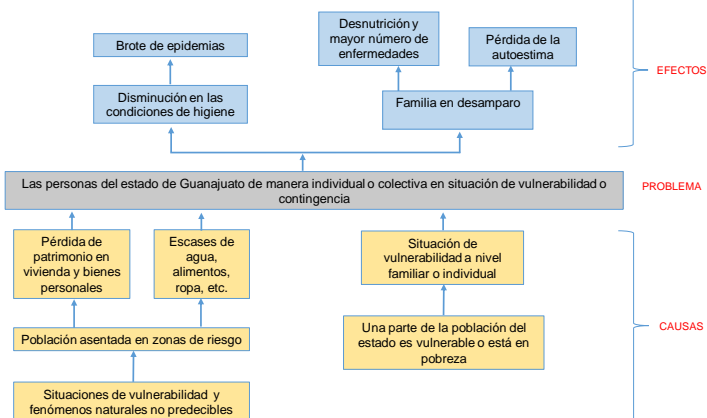 Brote de epidemias
Desnutrición y
mayor número de
enfermedades
Pérdida de la
autoestima
EFECTOS
Disminución en las
condiciones de higiene
Familia en desamparo
Las personas del estado de Guanajuato de manera individual o colectiva en situación de vulnerabilidad o
contingencia
PROBLEMA
Pérdida de
patrimonio en
vivienda y bienes
personales
Escases de
agua,
alimentos,
ropa, etc.
Situación de
vulnerabilidad a nivel
familiar o individual
CAUSAS
Población asentada en zonas de riesgo
Una parte de la población del
estado es vulnerable o está en
pobreza
Situaciones de vulnerabilidad y
fenómenos naturales no predecibles